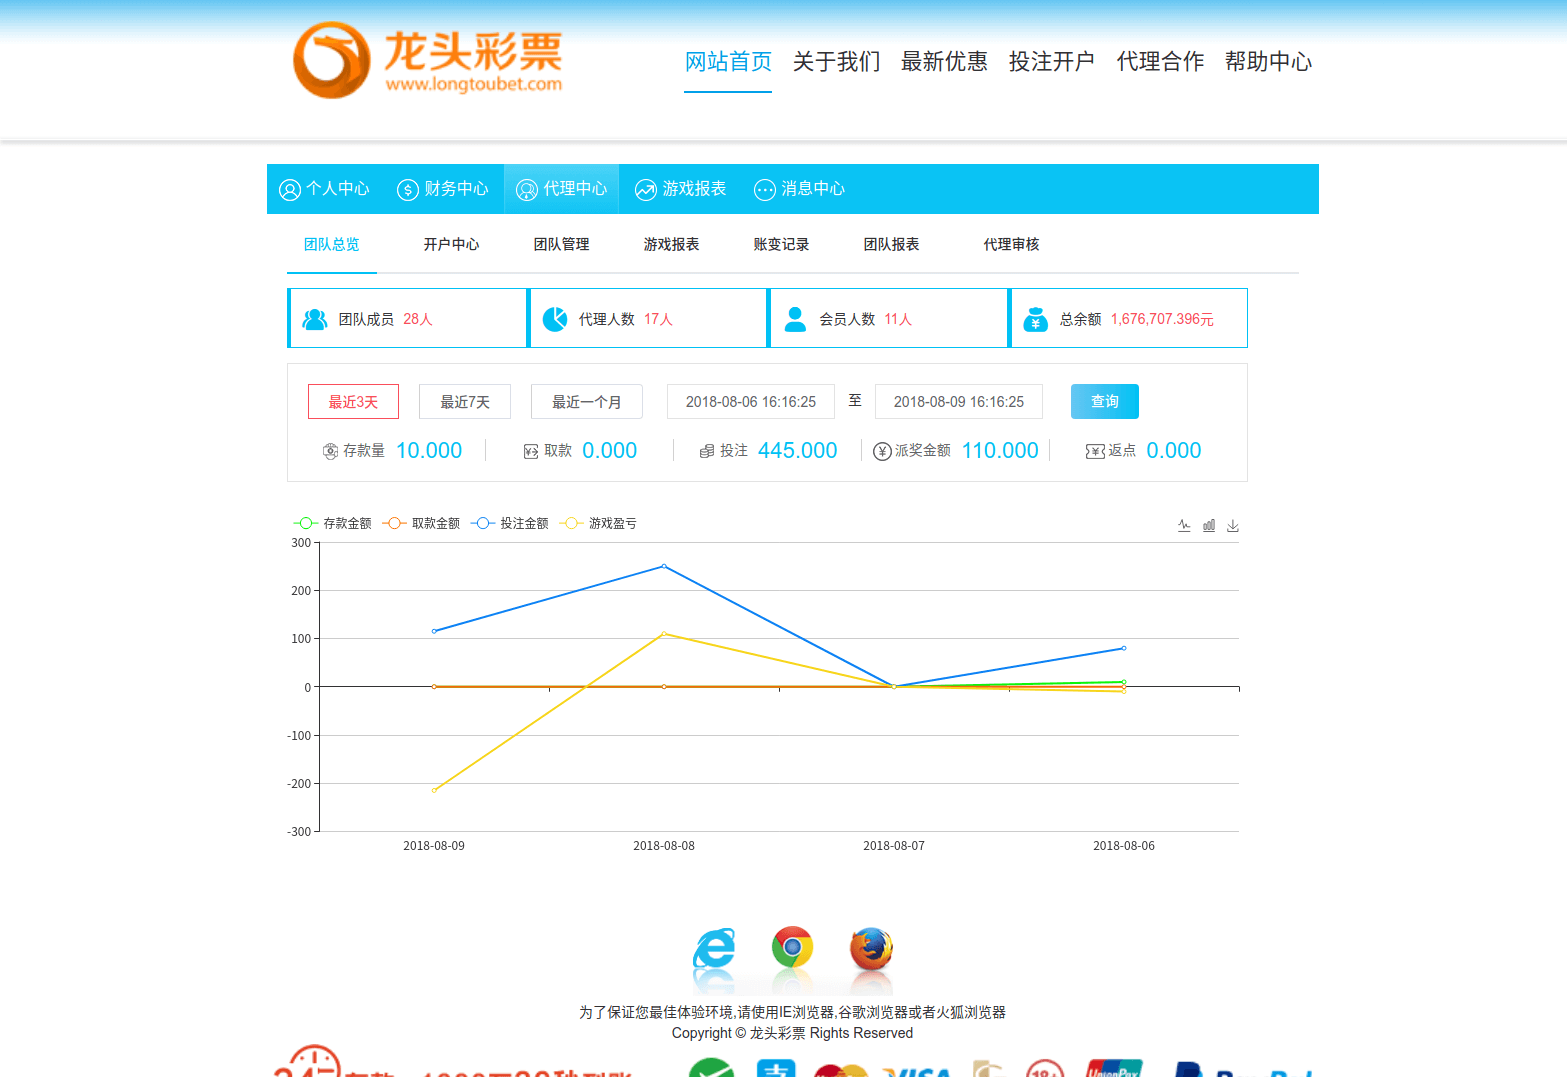 龙头彩票
www.longtoubet.com
网站首页 关于我们 最新优惠 投注开户 代理合作 帮助中心
个人中心 财务中心 代理中心 游戏报表 消息中心
团队总览 开户中心 团队管理 游戏报表 账变记录 团队报表 代理审核
团队成员 28人 代理人数 17人 会员人数 11人 总余额 1,676,707.396元
最近3天 最近7天 最近一个月 2018-08-06 16:16:25 至 2018-08-09 16:16:25 查询
存款量 10.000 取款 0.000 投注 445.000 派奖金额 110.000 返点 0.000
存款金额 取款金额 投注金额 游戏盈亏
300
200
100
0
-100
-200
-300
2018-08-09 2018-08-08 2018-08-07 2018-08-06
为了保证您最佳体验环境,请使用IE浏览器,谷歌浏览器或者火狐浏览器
Copyright © 龙头彩票 Rights Reserved
支 VISA 18+ UnionPay